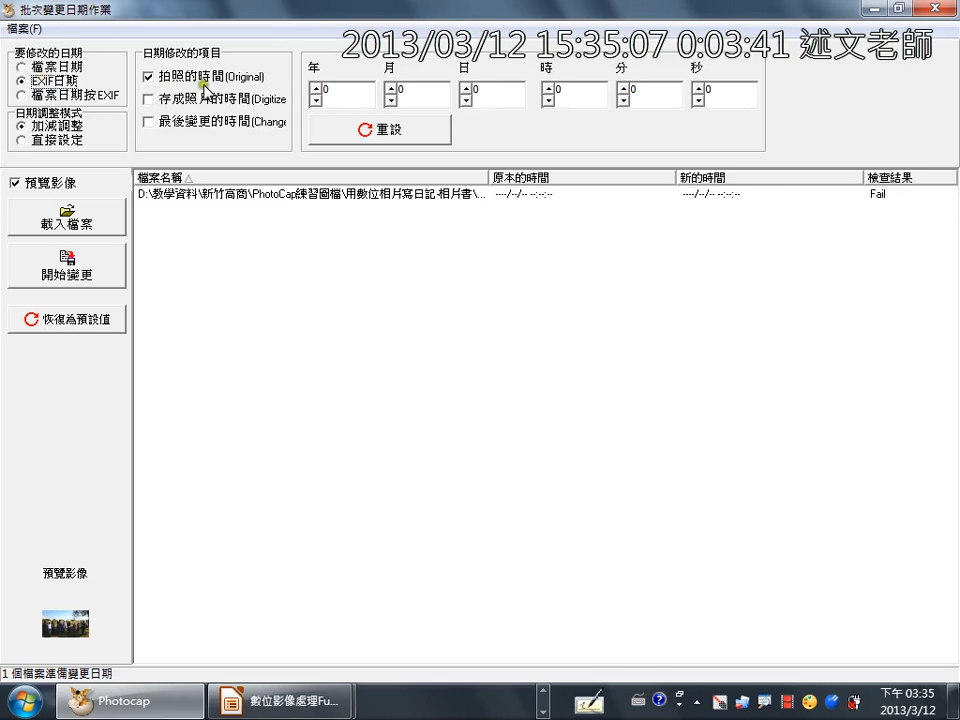 批次變更日期作業
檔案(F)
2013/03/12 15:35:07 0:03:41 述文老師
要修改的日期
檔案日期
EXIF日期
檔案日期按EXIF
日期調整模式
加減調整
直接設定
日期修改的項目
拍照的時間(Original)
存成照片的時間(Digitize
最後變更的時間(Change
年 月 日 時 分 秒
0 0 0 0 0 0
重設
預覽影像
載入檔案
開始變更
恢復為預設值
檔案名稱 原本的時間 新的時間 檢查結果
D:\教學資料\新竹高商\PhotoCap練習圖檔\用數位相片寫日記-相片書\... ----/--/-- --:--:-- ----/--/-- --:--:-- Fail
預覽影像
1 個檔案準備變更日期
Photocap
數位影像處理Fu...
下午 03:35
2013/3/12